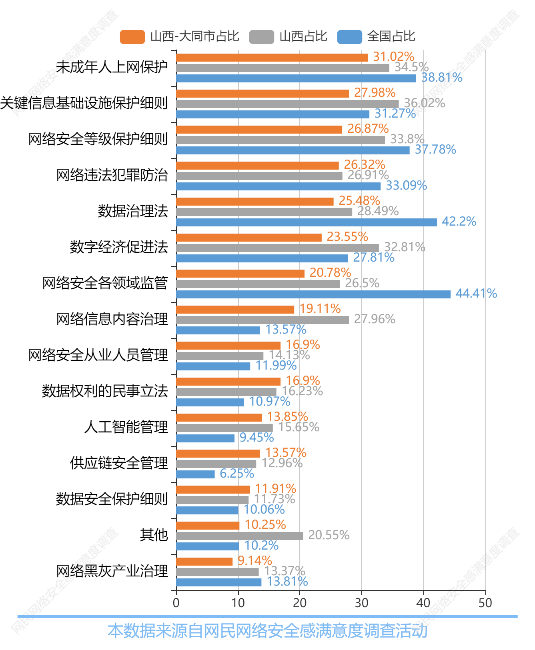 山西-大同市占比 山西占比 全国占比
未成年人上网保护 31.02% 34.5% 38.81%
关键信息基础设施保护细则 27.98% 36.02% 31.27%
网络安全等级保护细则 26.87% 33.8% 37.78%
网络违法犯罪防治 26.32% 26.91% 33.09%
数据治理法 25.48% 28.49% 42.2%
数字经济促进法 23.55% 32.81% 27.81%
网络安全各领域监管 20.78% 26.5% 44.41%
网络信息内容治理 19.11% 27.96% 13.57%
网络安全从业人员管理 16.9% 14.13% 11.99%
数据权利的民事立法 16.9% 16.23% 10.97%
人工智能管理 13.85% 15.65% 9.45%
供应链安全管理 13.57% 12.96% 6.25%
数据安全保护细则 11.91% 11.73% 10.06%
其他 10.25% 20.55% 10.2%
网络黑灰产业治理 9.14% 13.37% 13.81%
0 10 20 30 40 50
本数据来源自网民网络安全感满意度调查活动